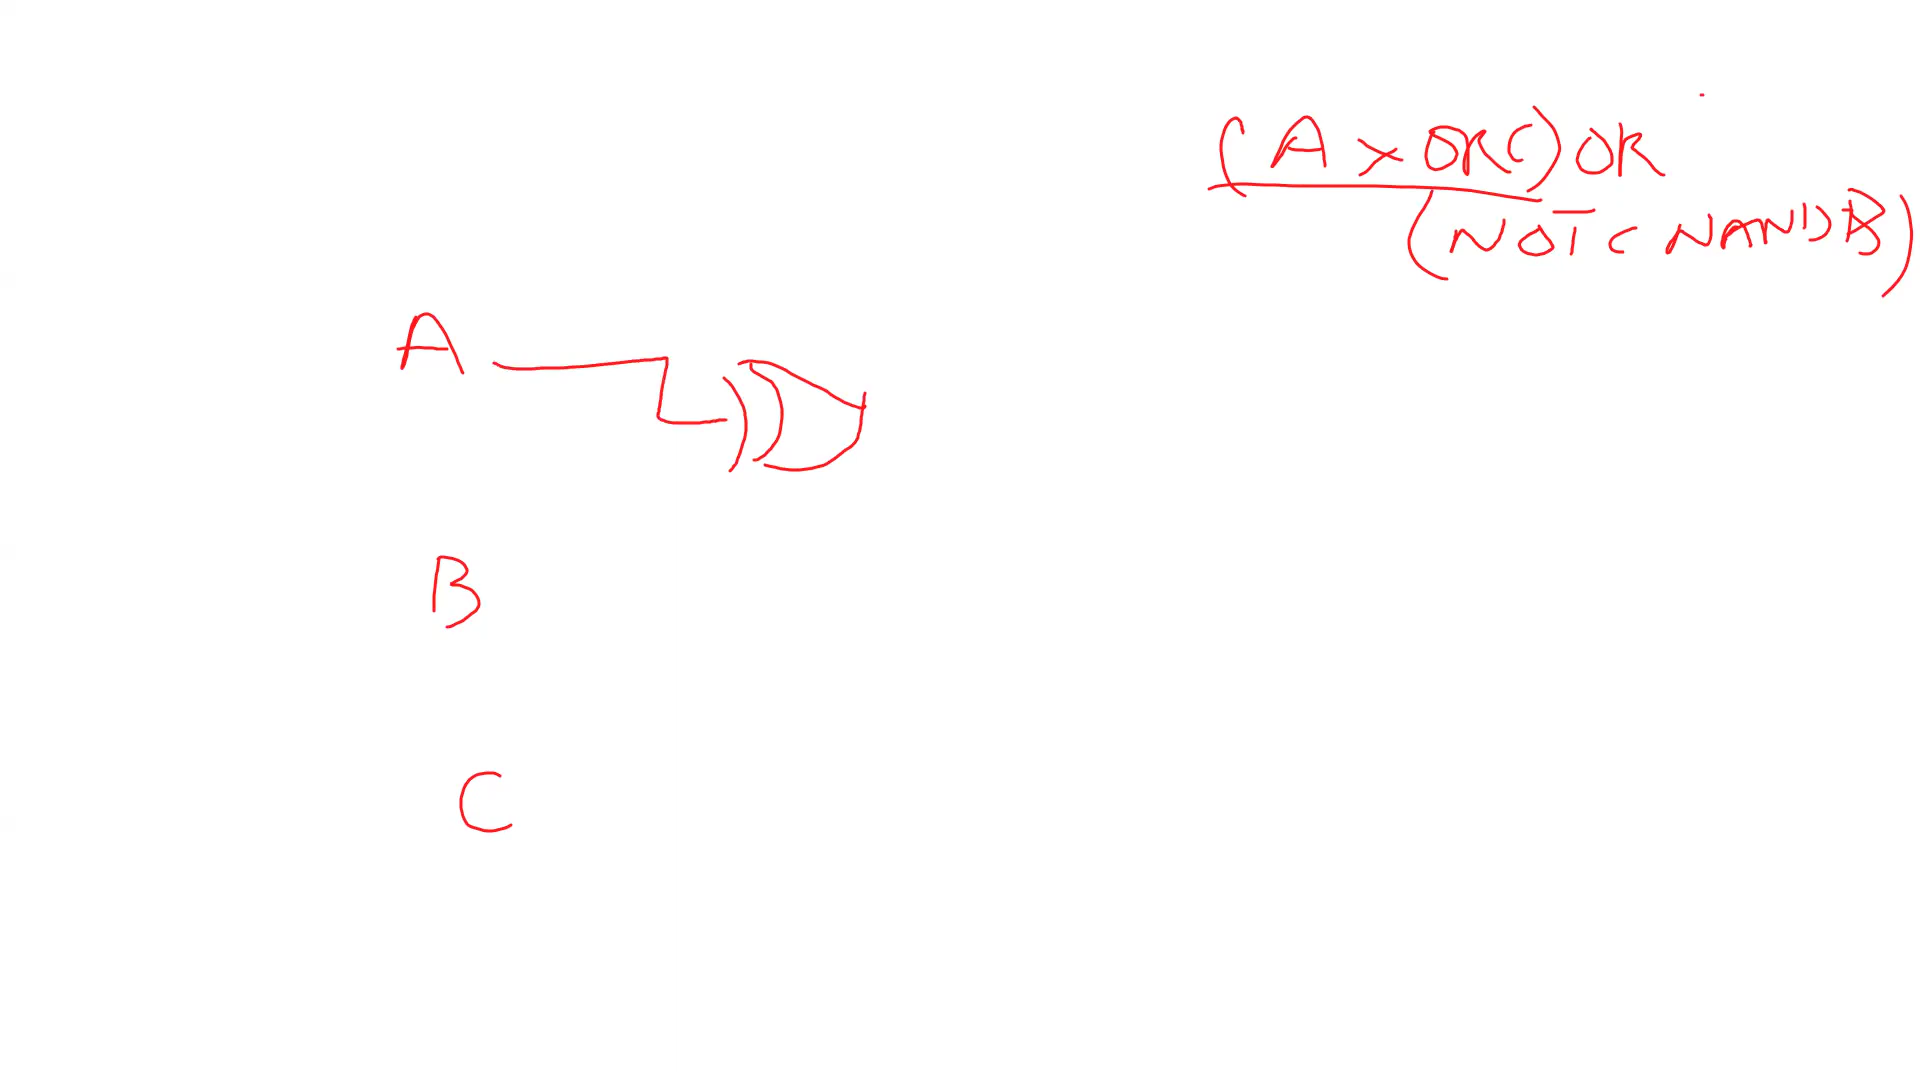 (A XOR C) OR
(NOT C NAND B)
A
B
C